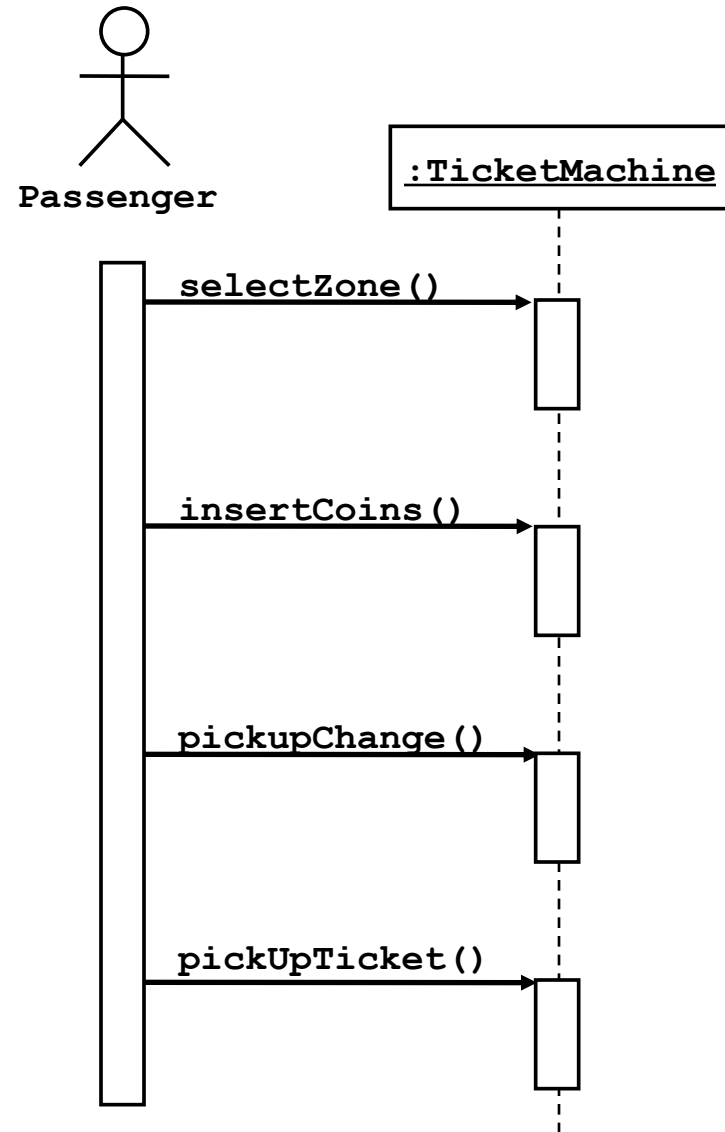 Passenger
:TicketMachine
selectZone()
insertCoins()
pickupChange()
pickUpTicket()